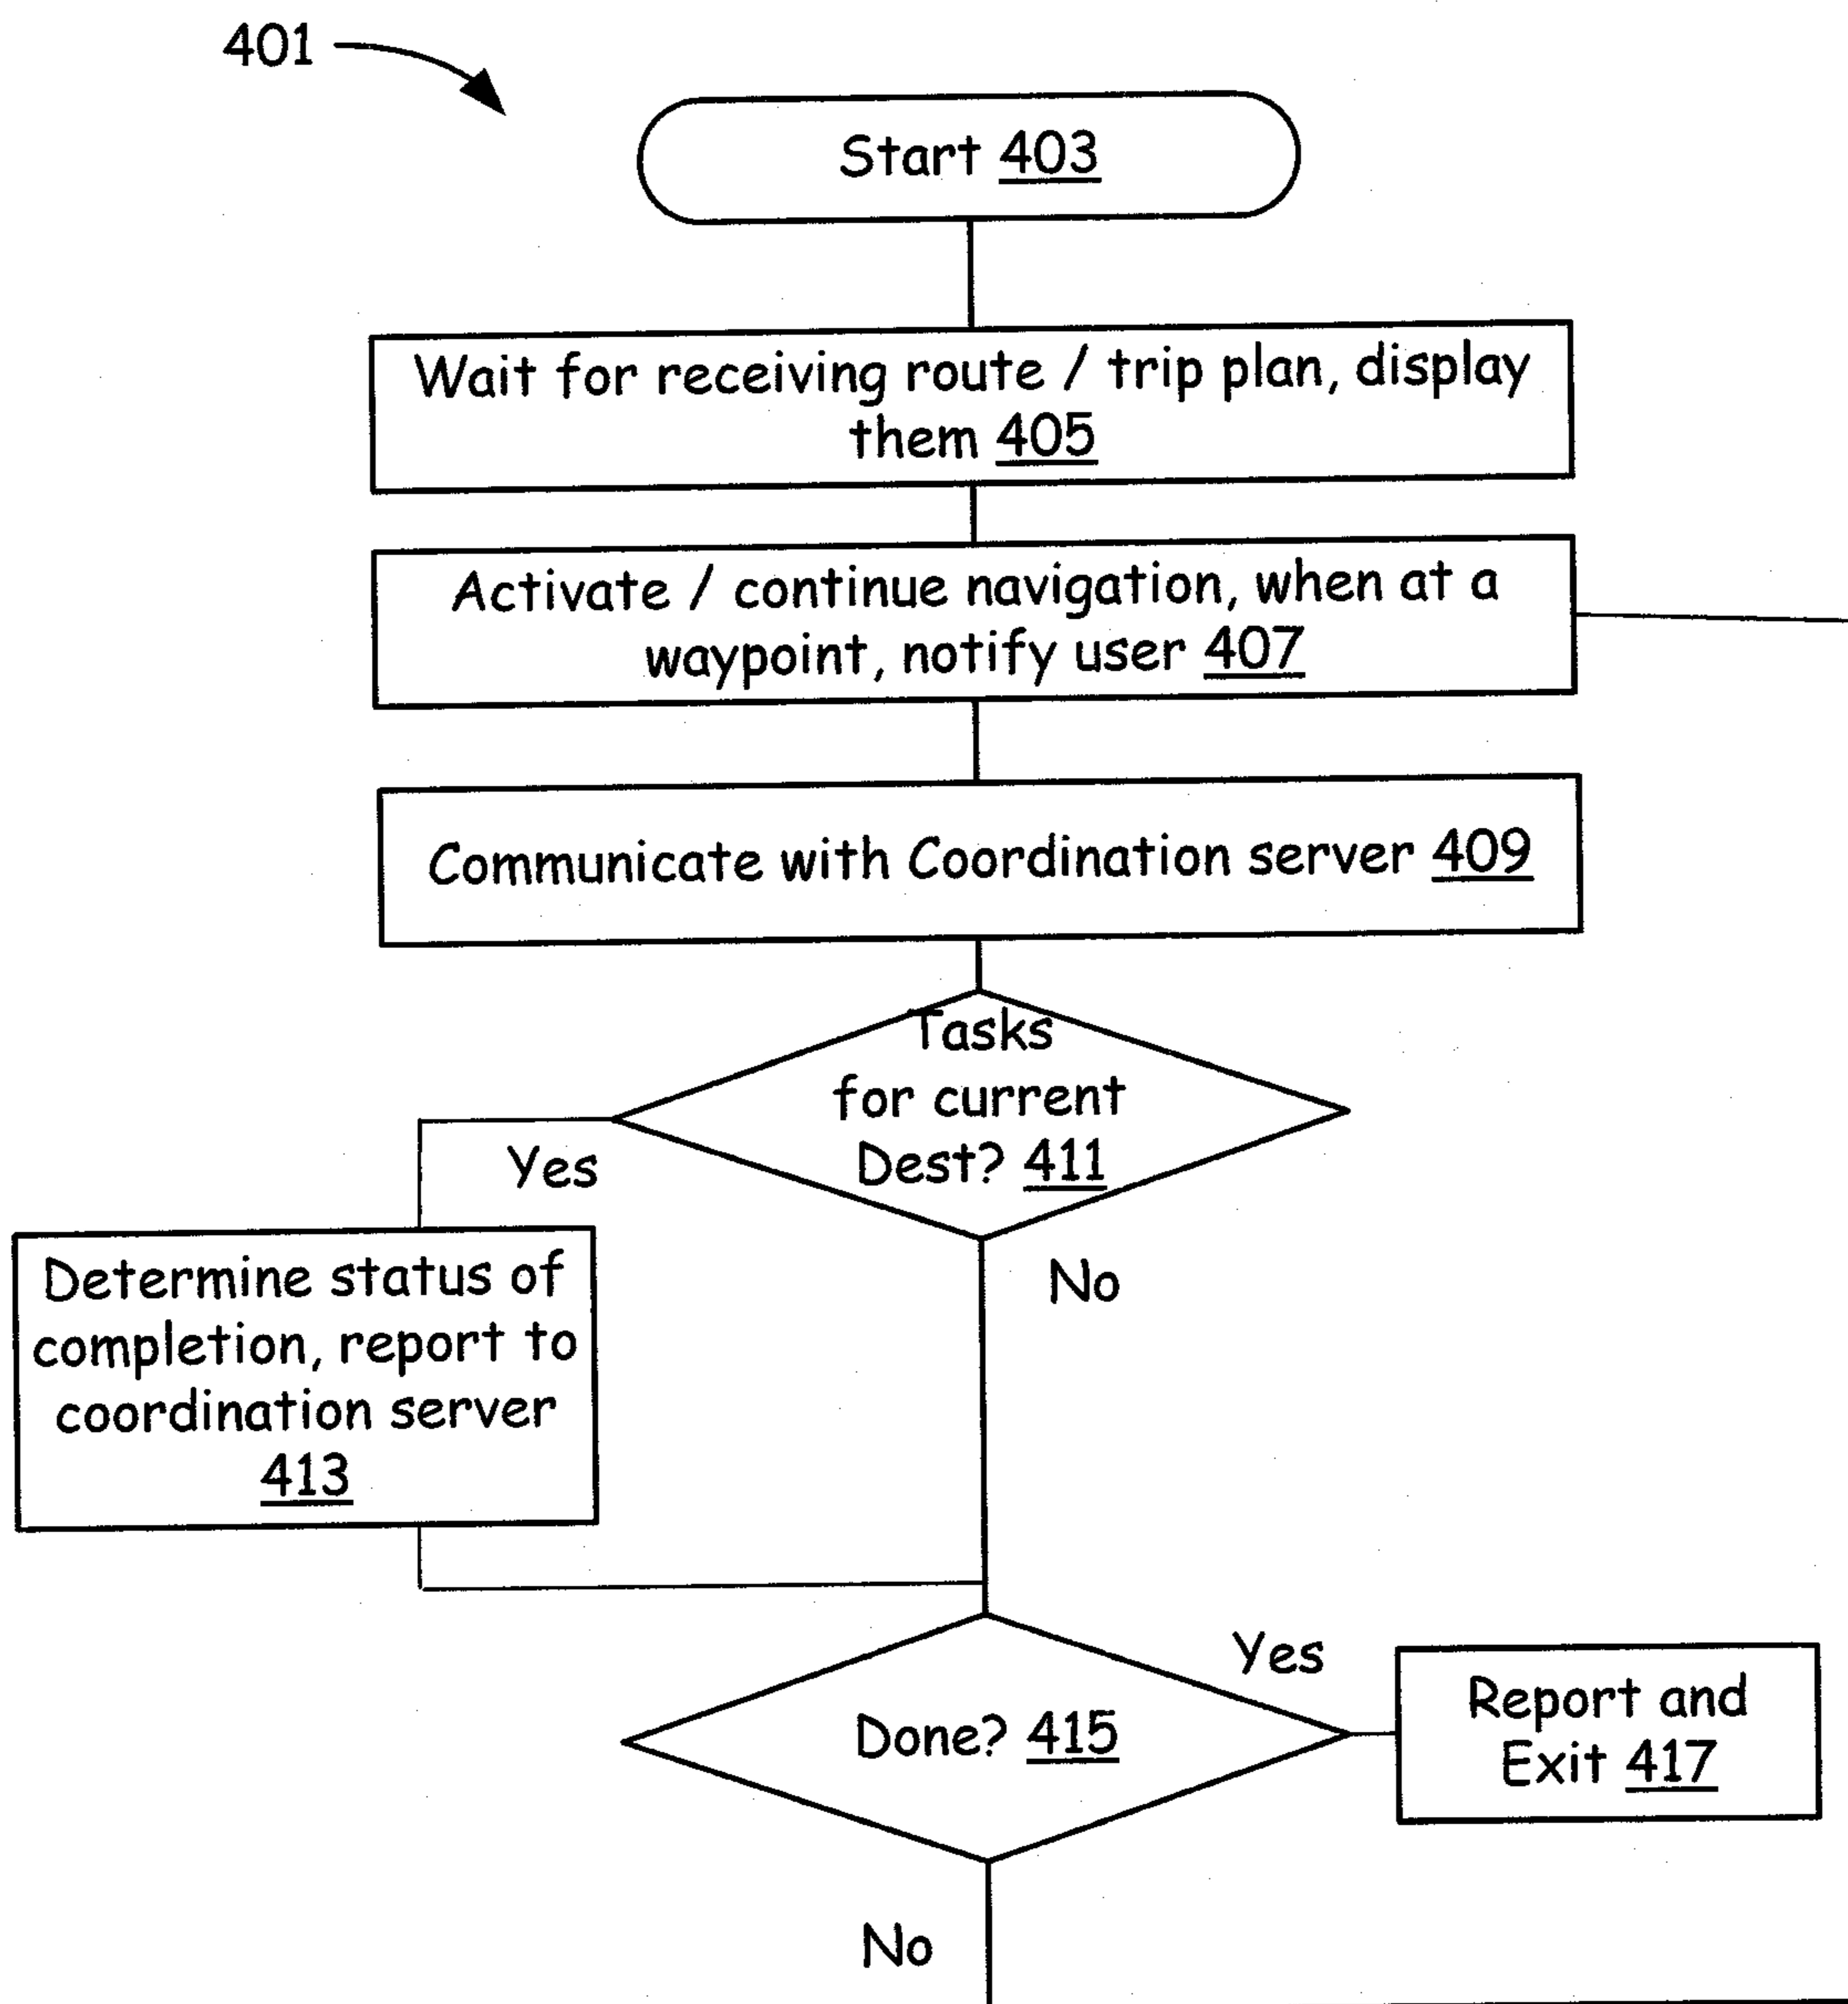 401
Start 403
Wait for receiving route / trip plan, display
them 405
Activate / continue navigation, when at a
waypoint, notify user 407
Communicate with Coordination server 409
Tasks
for current
Dest? 411
Yes
No
Determine status of
completion, report to
coordination server
413
Yes
Done? 415
Report and
Exit 417
No